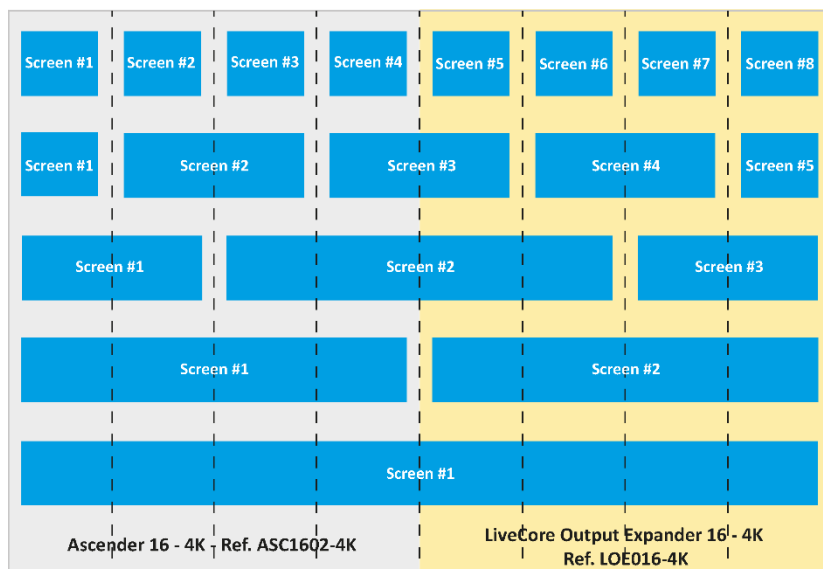 Screen #1 Screen #2 Screen #3 Screen #4 Screen #5 Screen #6 Screen #7 Screen #8
Screen #1 Screen #2 Screen #3 Screen #4 Screen #5
Screen #1 Screen #2 Screen #3
Screen #1 Screen #2
Screen #1
Ascender 16 - 4K - Ref. ASC1602-4K
LiveCore Output Expander 16 - 4K
Ref. LOE016-4K